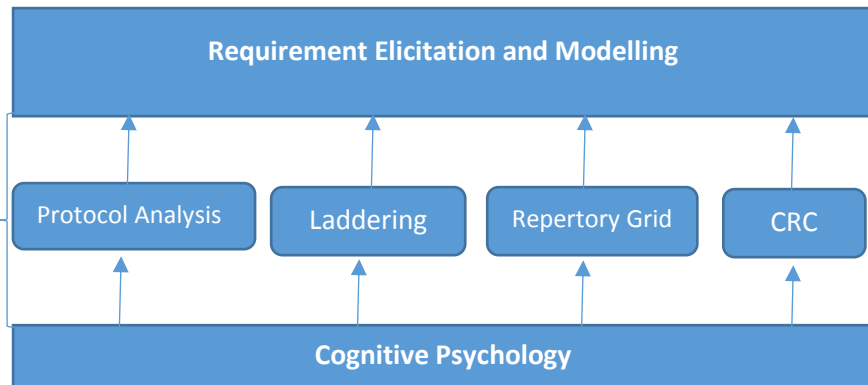 Requirement Elicitation and Modelling
Protocol Analysis
Laddering
Repertory Grid
CRC
Cognitive Psychology